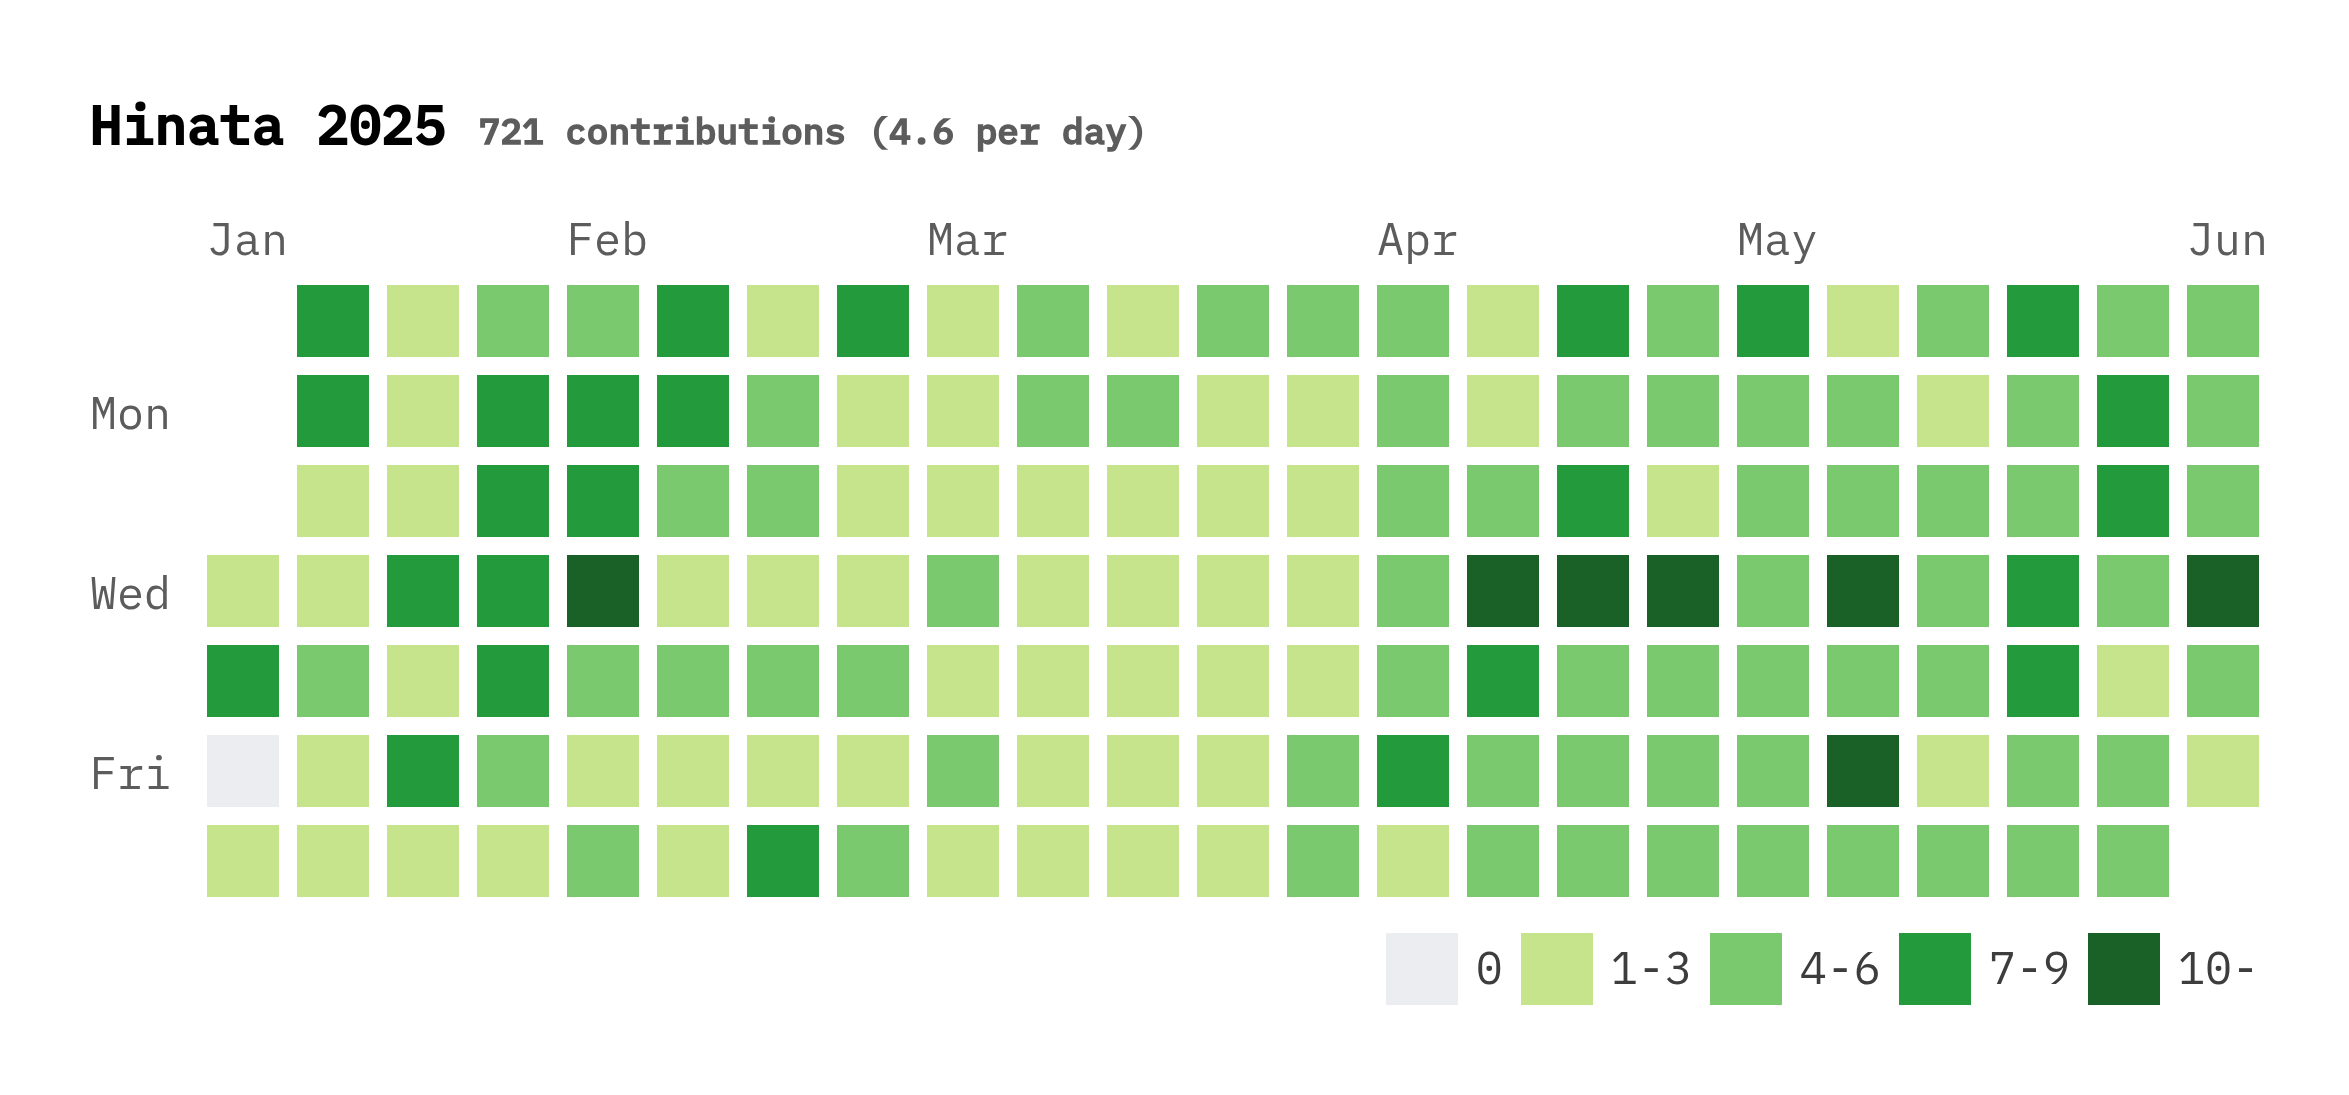 Hinata 2025 721 contributions (4.6 per day)
Jan Feb Mar Apr May Jun
Mon
Wed
Fri
0 1-3 4-6 7-9 10-